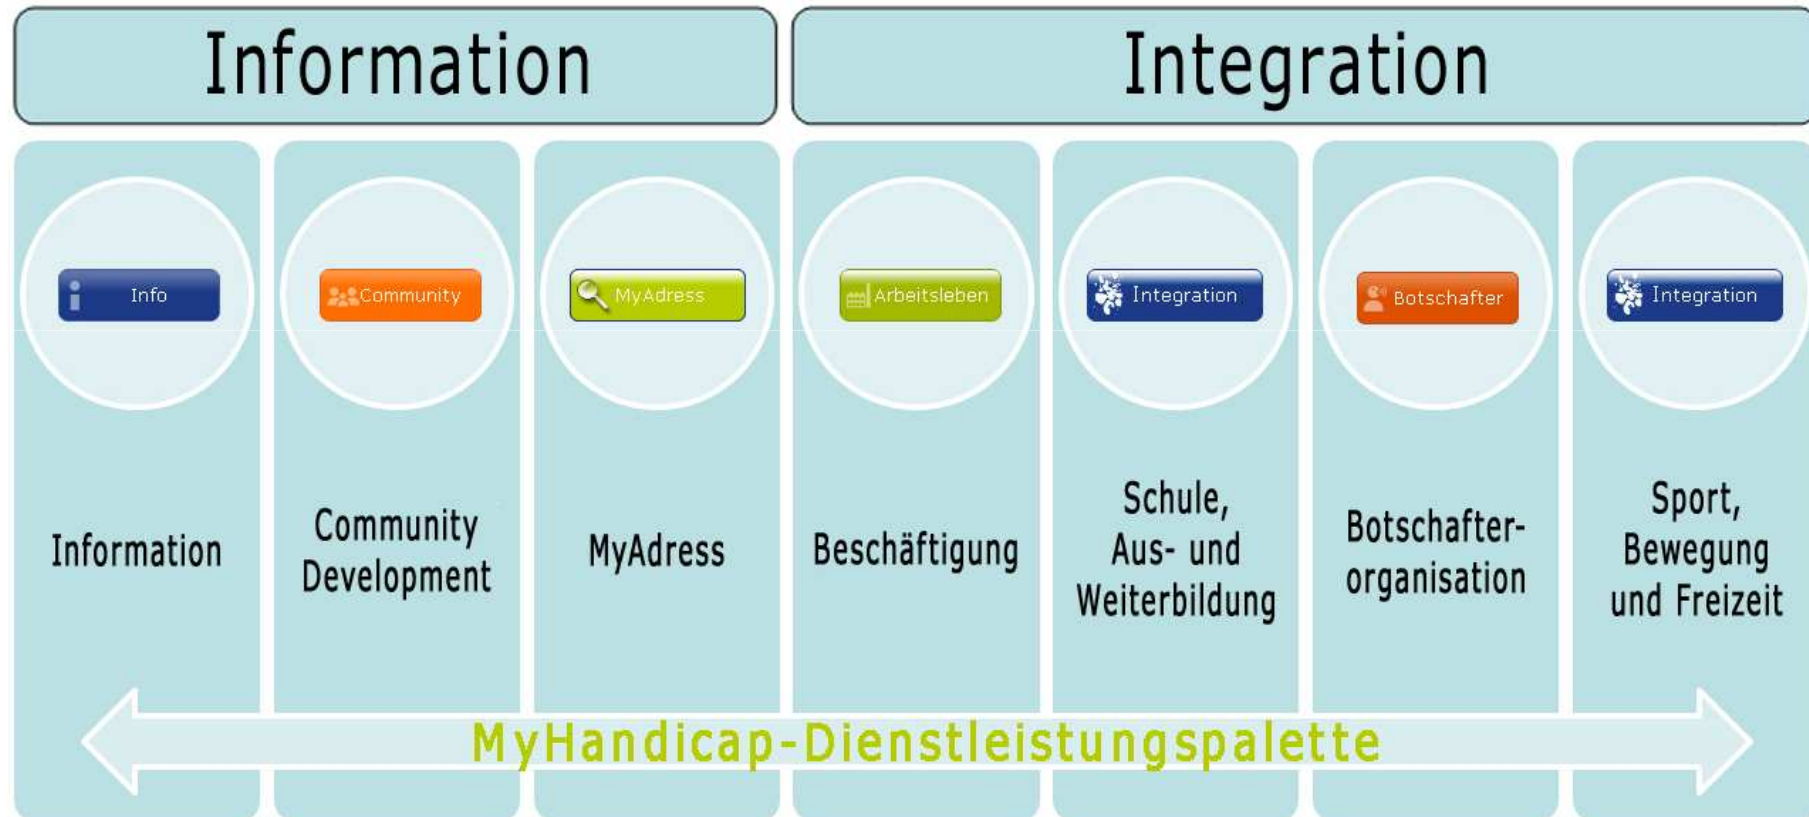 Information
Integration
Info
Community
MyAdress
Arbeitsleben
Integration
Botschafter
Integration
Information
Community
Development
MyAdress
Beschäftigung
Schule,
Aus- und
Weiterbildung
Botschafter-
organisation
Sport,
Bewegung
und Freizeit
MyHandicap-Dienstleistungspalette